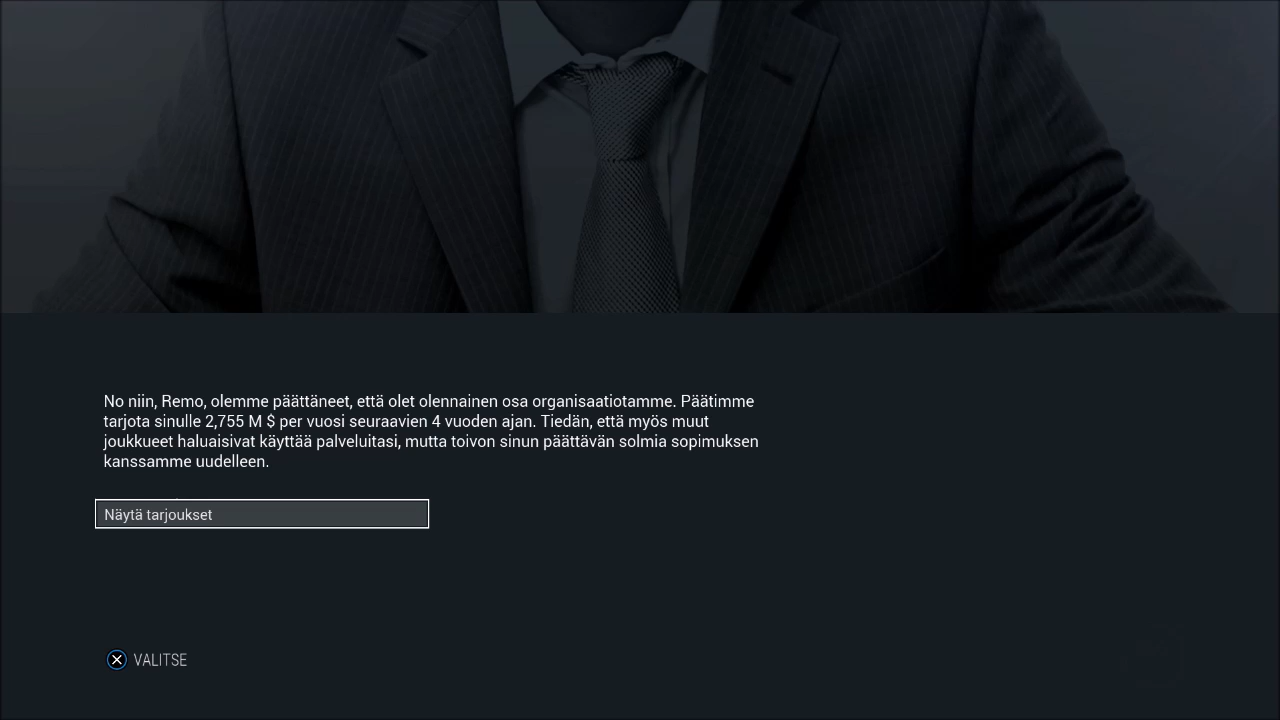 No niin, Remo, olemme päättäneet, että olet olennainen osa organisaatiotamme. Päätimme
tarjota sinulle 2,755 M $ per vuosi seuraavien 4 vuoden ajan. Tiedän, että myös muut
joukkueet haluaisivat käyttää palveluitasi, mutta toivon sinun päättävän solmia sopimuksen
kanssamme uudelleen.
Näytä tarjoukset
VALITSE